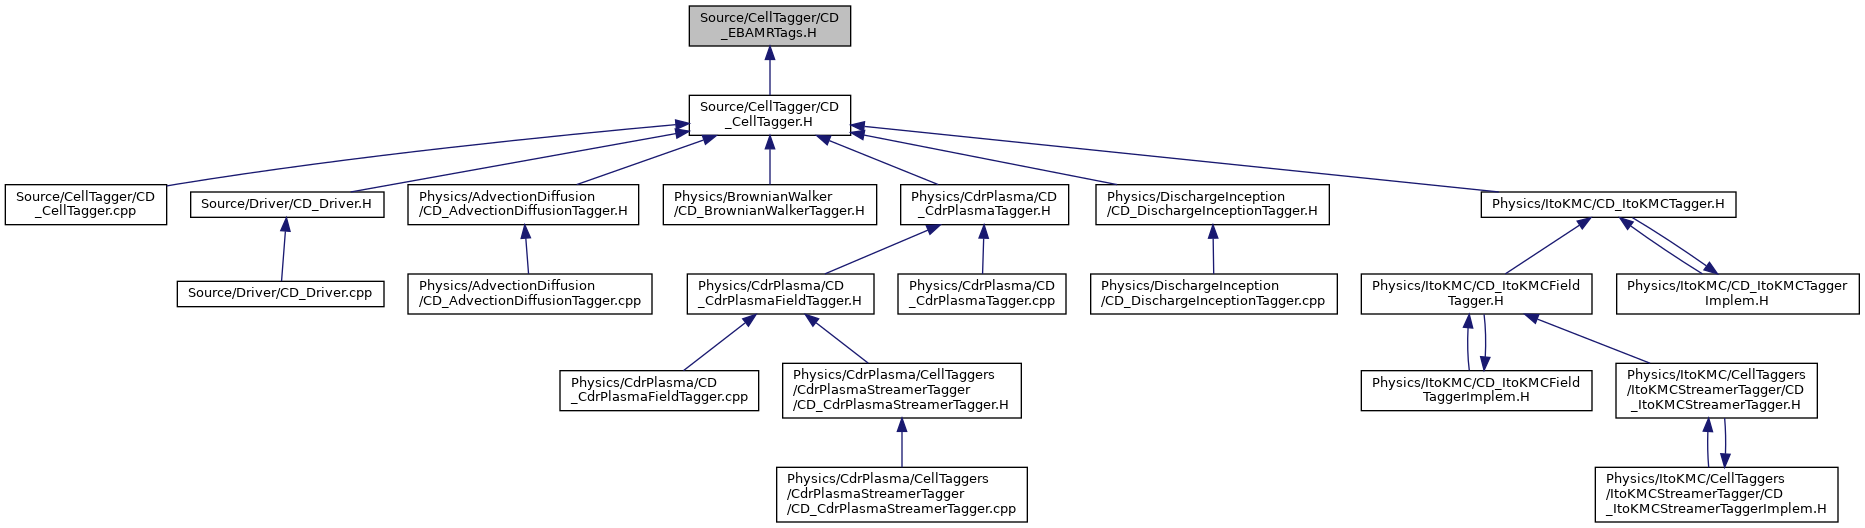 Source/CellTagger/CD
_EBAMRTags.H
Source/CellTagger/CD
_CellTagger.H
Source/CellTagger/CD
_CellTagger.cpp
Source/Driver/CD_Driver.H
Physics/AdvectionDiffusion
/CD_AdvectionDiffusionTagger.H
Physics/BrownianWalker
/CD_BrownianWalkerTagger.H
Physics/CdrPlasma/CD
_CdrPlasmaTagger.H
Physics/DischargeInception
/CD_DischargeInceptionTagger.H
Physics/ItoKMC/CD_ItoKMCTagger.H
Source/Driver/CD_Driver.cpp
Physics/AdvectionDiffusion
/CD_AdvectionDiffusionTagger.cpp
Physics/CdrPlasma/CD
_CdrPlasmaFieldTagger.H
Physics/CdrPlasma/CD
_CdrPlasmaTagger.cpp
Physics/DischargeInception
/CD_DischargeInceptionTagger.cpp
Physics/ItoKMC/CD_ItoKMCField
Tagger.H
Physics/ItoKMC/CD_ItoKMCTagger
Implem.H
Physics/CdrPlasma/CD
_CdrPlasmaFieldTagger.cpp
Physics/CdrPlasma/CellTaggers
/CdrPlasmaStreamerTagger
/CD_CdrPlasmaStreamerTagger.H
Physics/ItoKMC/CD_ItoKMCField
TaggerImplem.H
Physics/ItoKMC/CellTaggers
/ItoKMCStreamerTagger/CD
_ItoKMCStreamerTagger.H
Physics/CdrPlasma/CellTaggers
/CdrPlasmaStreamerTagger
/CD_CdrPlasmaStreamerTagger.cpp
Physics/ItoKMC/CellTaggers
/ItoKMCStreamerTagger/CD
_ItoKMCStreamerTaggerImplem.H